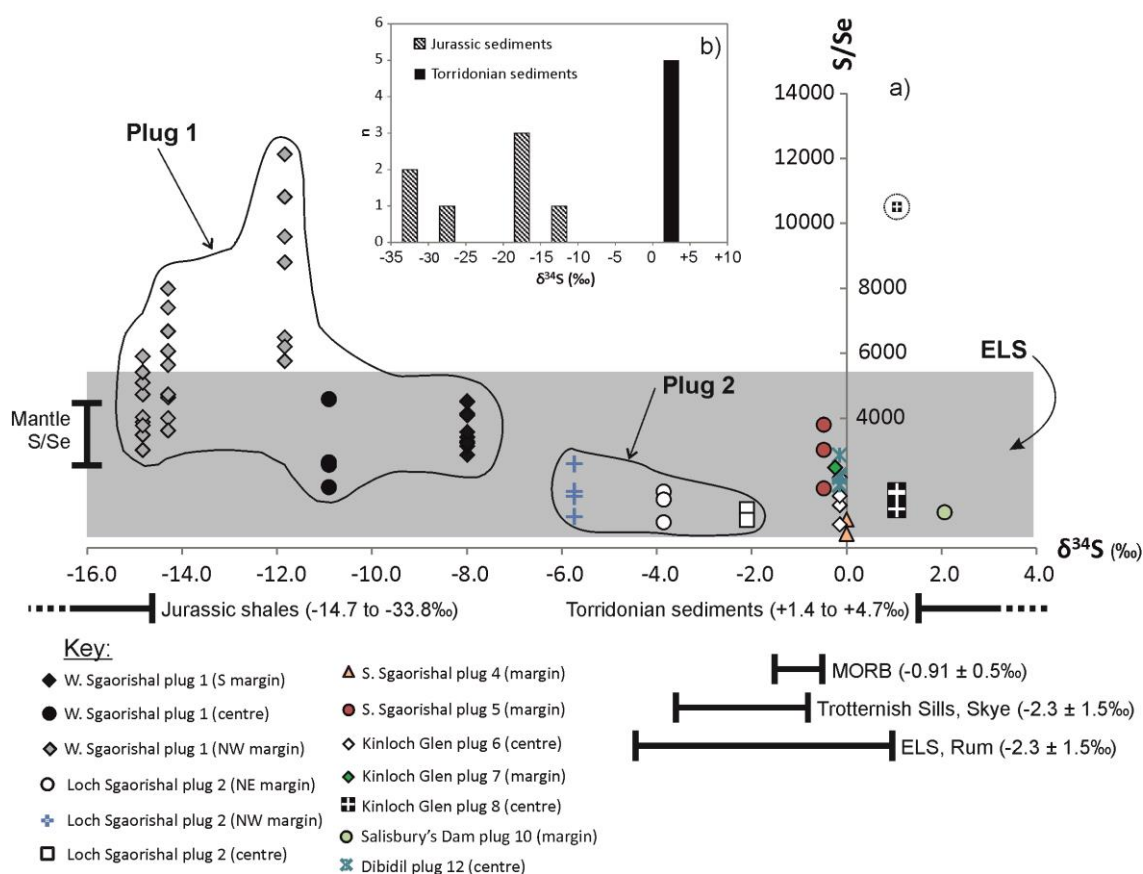 6
5
4
3
2
1
0
n
Jurassic sediments
Torridonian sediments
b)
-35 -30 -25 -20 -15 -10 -5 0 +5 +10
δ³⁴S (‰)
S/Se
a)
14000
12000
10000
8000
6000
4000
Plug 1
Plug 2
ELS
Mantle
S/Se
-16.0 -14.0 -12.0 -10.0 -8.0 -6.0 -4.0 -2.0 0.0 2.0 4.0
δ³⁴S (‰)
Jurassic shales (-14.7 to -33.8‰)
Torridonian sediments (+1.4 to +4.7‰)
MORB (-0.91 ± 0.5‰)
Trotternish Sills, Skye (-2.3 ± 1.5‰)
ELS, Rum (-2.3 ± 1.5‰)
Key:
W. Sgaorishal plug 1 (S margin)
W. Sgaorishal plug 1 (centre)
W. Sgaorishal plug 1 (NW margin)
Loch Sgaorishal plug 2 (NE margin)
Loch Sgaorishal plug 2 (NW margin)
Loch Sgaorishal plug 2 (centre)
S. Sgaorishal plug 4 (margin)
S. Sgaorishal plug 5 (margin)
Kinloch Glen plug 6 (centre)
Kinloch Glen plug 7 (margin)
Kinloch Glen plug 8 (centre)
Salisbury's Dam plug 10 (margin)
Dibidil plug 12 (centre)